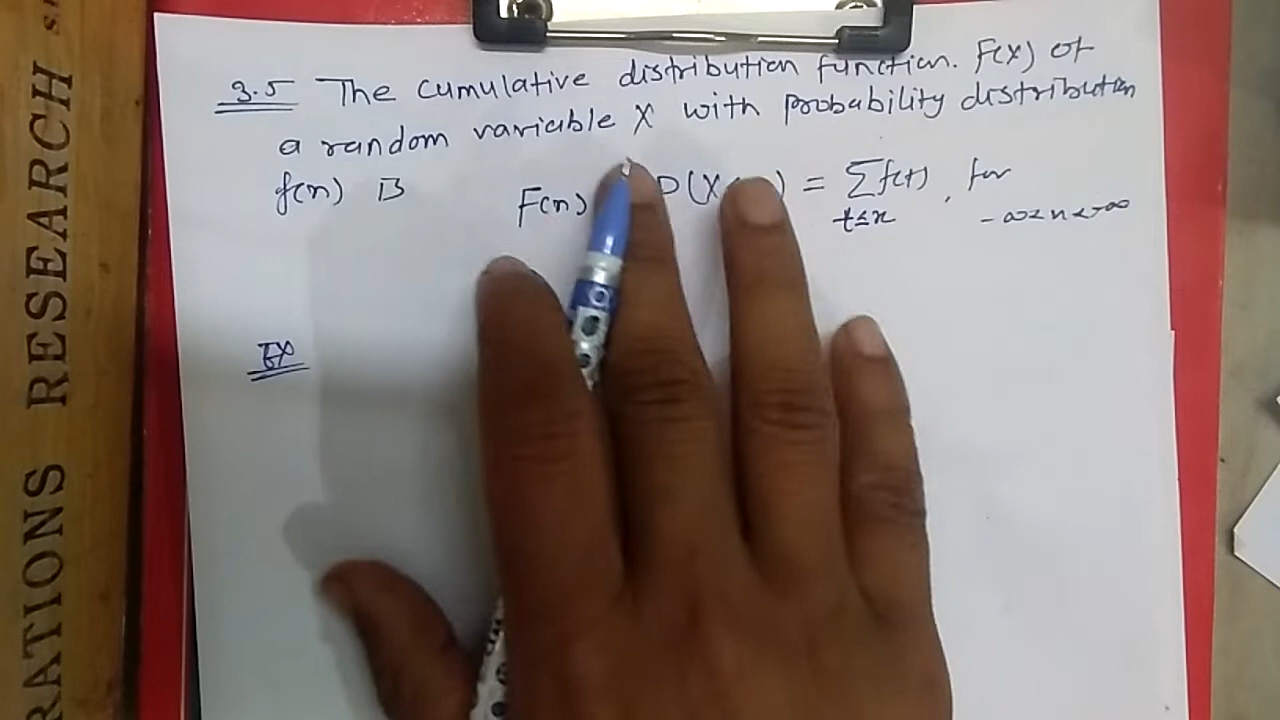 3.5 The cumulative distribution function. F(x) of
a random variable X with probability distribution
f(n) is F(n) P(X ) = ∑ f(t), for
t≤x -∞<n<∞
EX
RATIONS RESEARCH